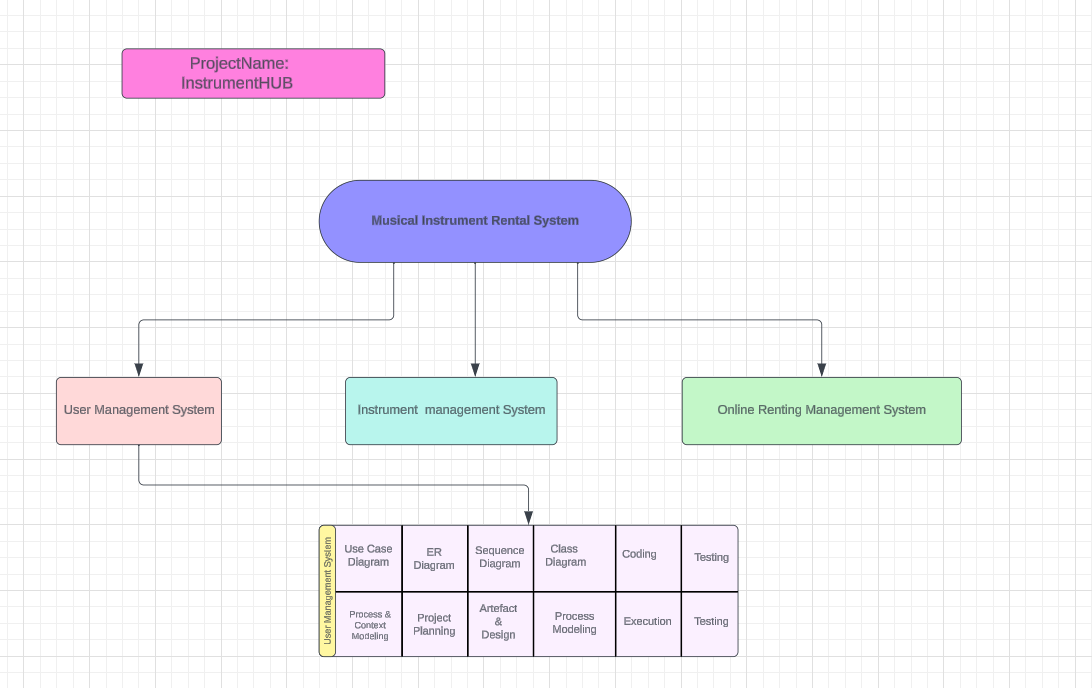 ProjectName:
InstrumentHUB
Musical Instrument Rental System
User Management System
Instrument  management System
Online Renting Management System
User Management System
Use Case
Diagram
ER
Diagram
Sequence
Diagram
Class
Diagram
Coding
Testing
Process &
Context
Modeling
Project
Planning
Artefact
&
Design
Process
Modeling
Execution
Testing